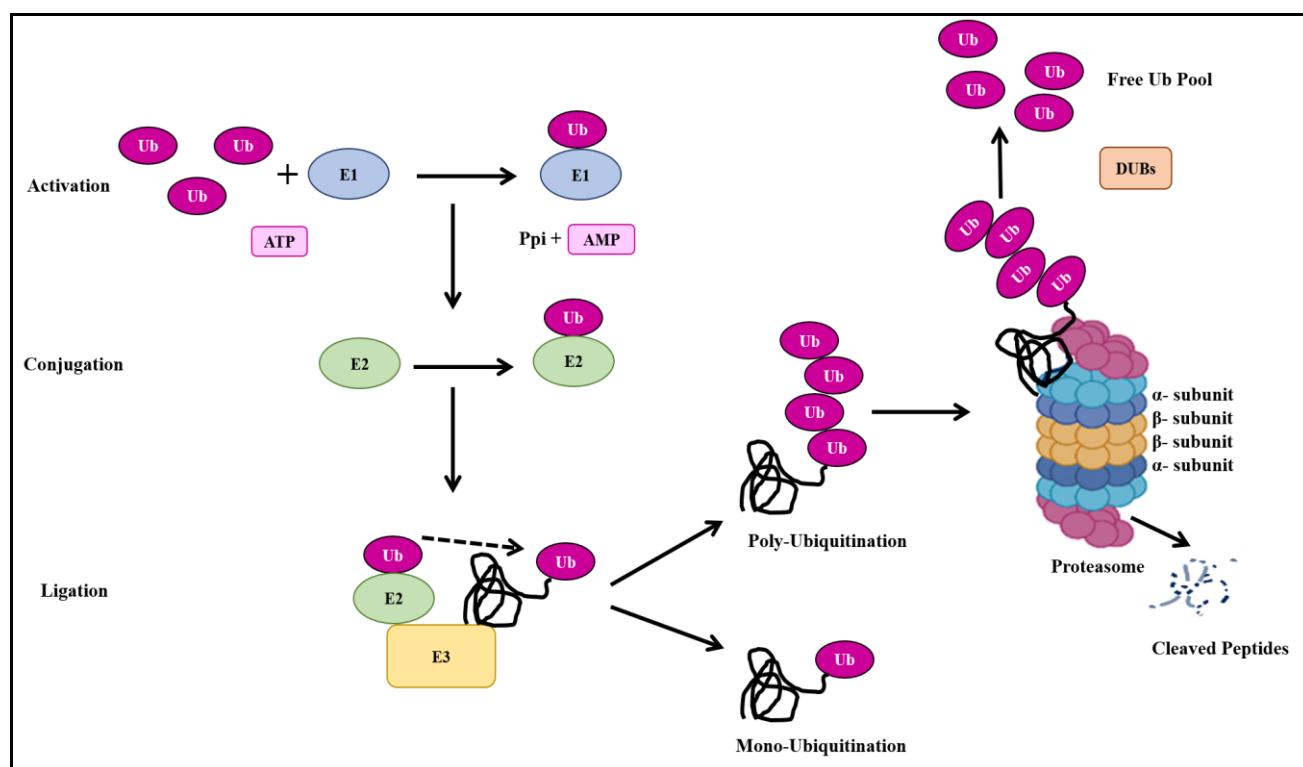 Ub
Ub
Ub
Ub
Free Ub Pool
Ub
Ub
Ub
Ub
E1
Ub
E1
DUBs
Activation
ATP
Ppi + AMP
Ub
Ub
Ub
Ub
Conjugation
E2
Ub
E2
Ub
Ub
Ub
Ub
α- subunit
β- subunit
β- subunit
α- subunit
Poly-Ubiquitination
Proteasome
Ligation
Ub
E2
E3
Ub
Cleaved Peptides
Ub
Mono-Ubiquitination